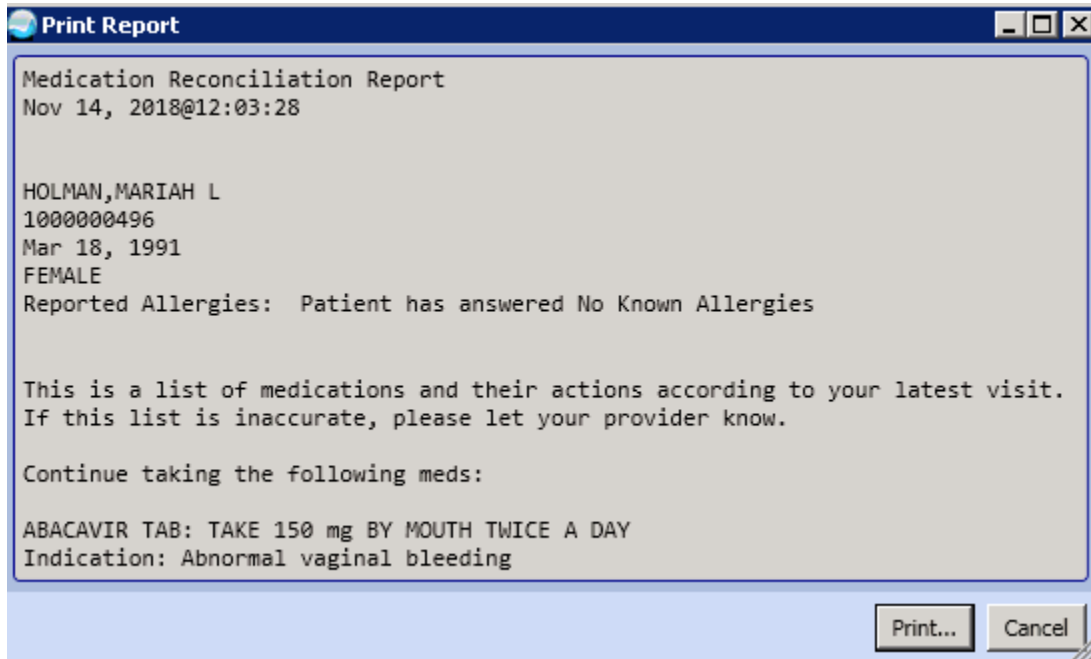 Print Report
Medication Reconciliation Report
Nov 14, 2018@12:03:28
HOLMAN,MARIAH L
1000000496
Mar 18, 1991
FEMALE
Reported Allergies:  Patient has answered No Known Allergies
This is a list of medications and their actions according to your latest visit.
If this list is inaccurate, please let your provider know.
Continue taking the following meds:
ABACAVIR TAB: TAKE 150 mg BY MOUTH TWICE A DAY
Indication: Abnormal vaginal bleeding
Print... Cancel